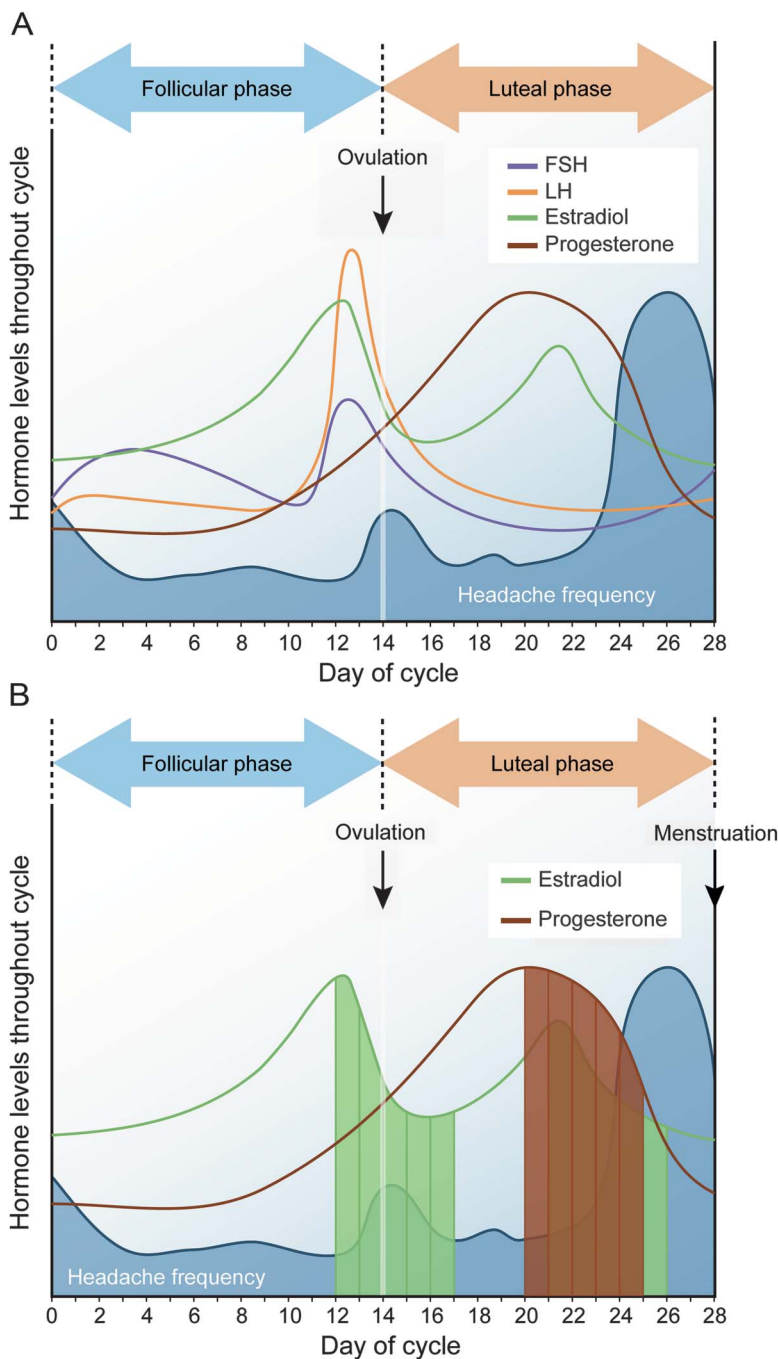 A
Follicular phase
Luteal phase
Ovulation
FSH
LH
Estradiol
Progesterone
Hormone levels throughout cycle
Headache frequency
0 2 4 6 8 10 12 14 16 18 20 22 24 26 28
Day of cycle
B
Follicular phase
Luteal phase
Ovulation
Menstruation
Estradiol
Progesterone
Hormone levels throughout cycle
Headache frequency
0 2 4 6 8 10 12 14 16 18 20 22 24 26 28
Day of cycle